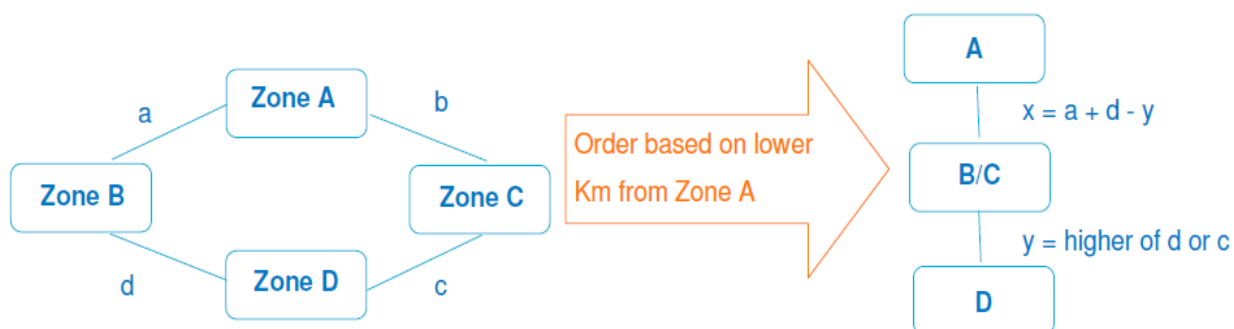 Zone A
a
b
Zone B
Zone C
d
Zone D
c
Order based on lower
Km from Zone A
A
x = a + d - y
B/C
y = higher of d or c
D